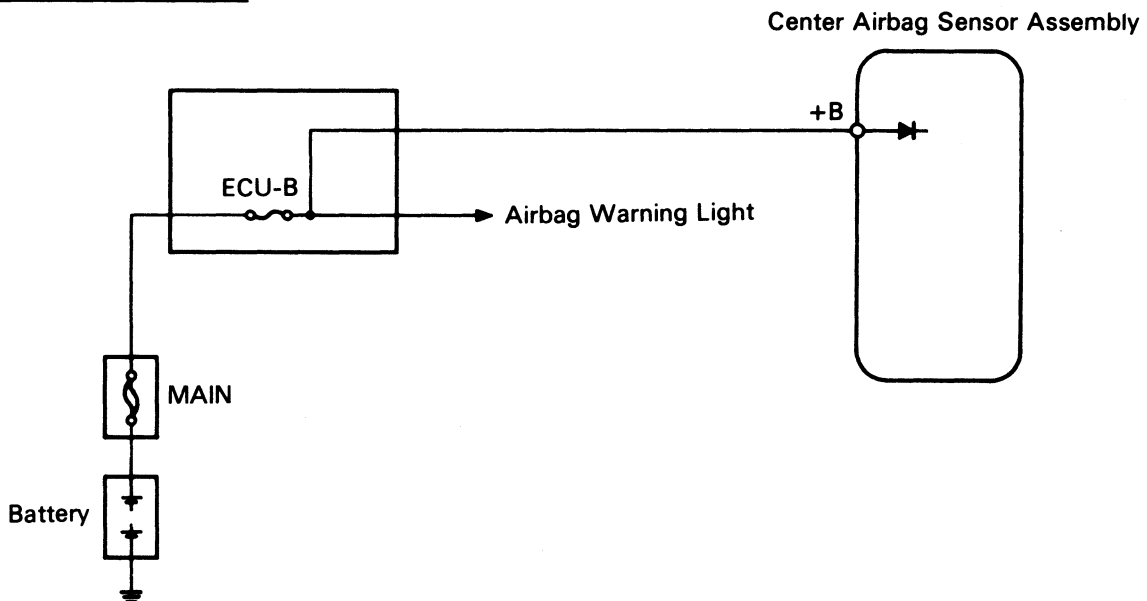 Center Airbag Sensor Assembly
+B
ECU-B
Airbag Warning Light
MAIN
Battery